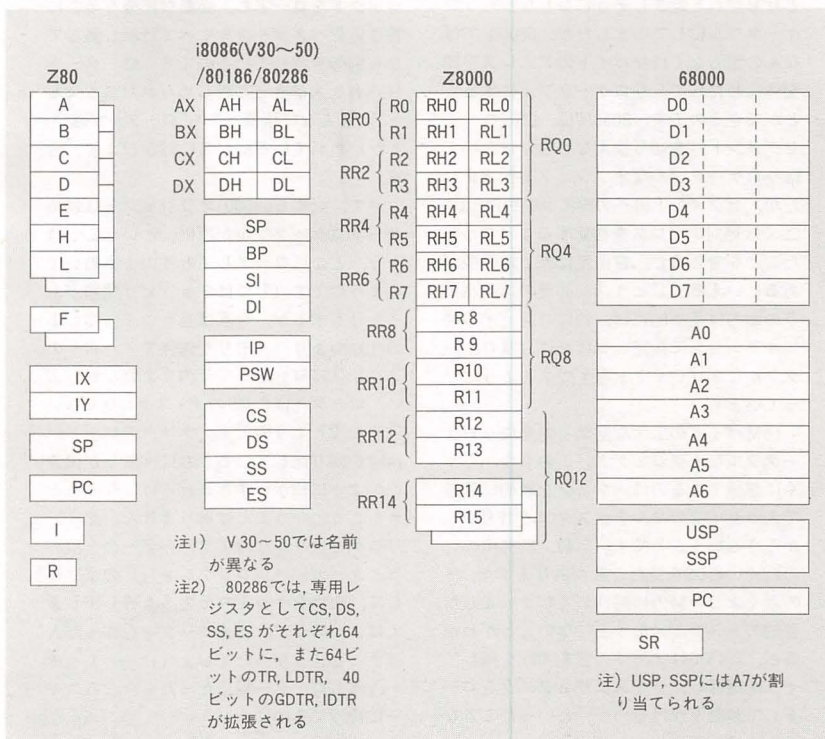 Z80
A
B
C
D
E
H
L
F
IX
IY
SP
PC
I
R
i8086(V30～50)
/80186/80286
AX AH AL
BX BH BL
CX CH CL
DX DH DL
SP
BP
SI
DI
IP
PSW
CS
DS
SS
ES
注1) V30～50では名前
が異なる
注2) 80286では,専用レ
ジスタとしてCS, DS,
SS, ES がそれぞれ64
ビットに, また64ビ
ットのTR, LDTR, 40
ビットのGDTR, IDTR
が拡張される
Z8000
RR0 R0 RH0 RL0
R1 RH1 RL1
RR2 R2 RH2 RL2
R3 RH3 RL3
RQ0
RR4 R4 RH4 RL4
R5 RH5 RL5
RR6 R6 RH6 RL6
R7 RH7 RL7
RQ4
RR8 R8
R9
RR10 R10
R11
RQ8
RR12 R12
R13
RR14 R14
R15
RQ12
68000
D0
D1
D2
D3
D4
D5
D6
D7
A0
A1
A2
A3
A4
A5
A6
USP
SSP
PC
SR
注) USP, SSPにはA7が割
り当てられる